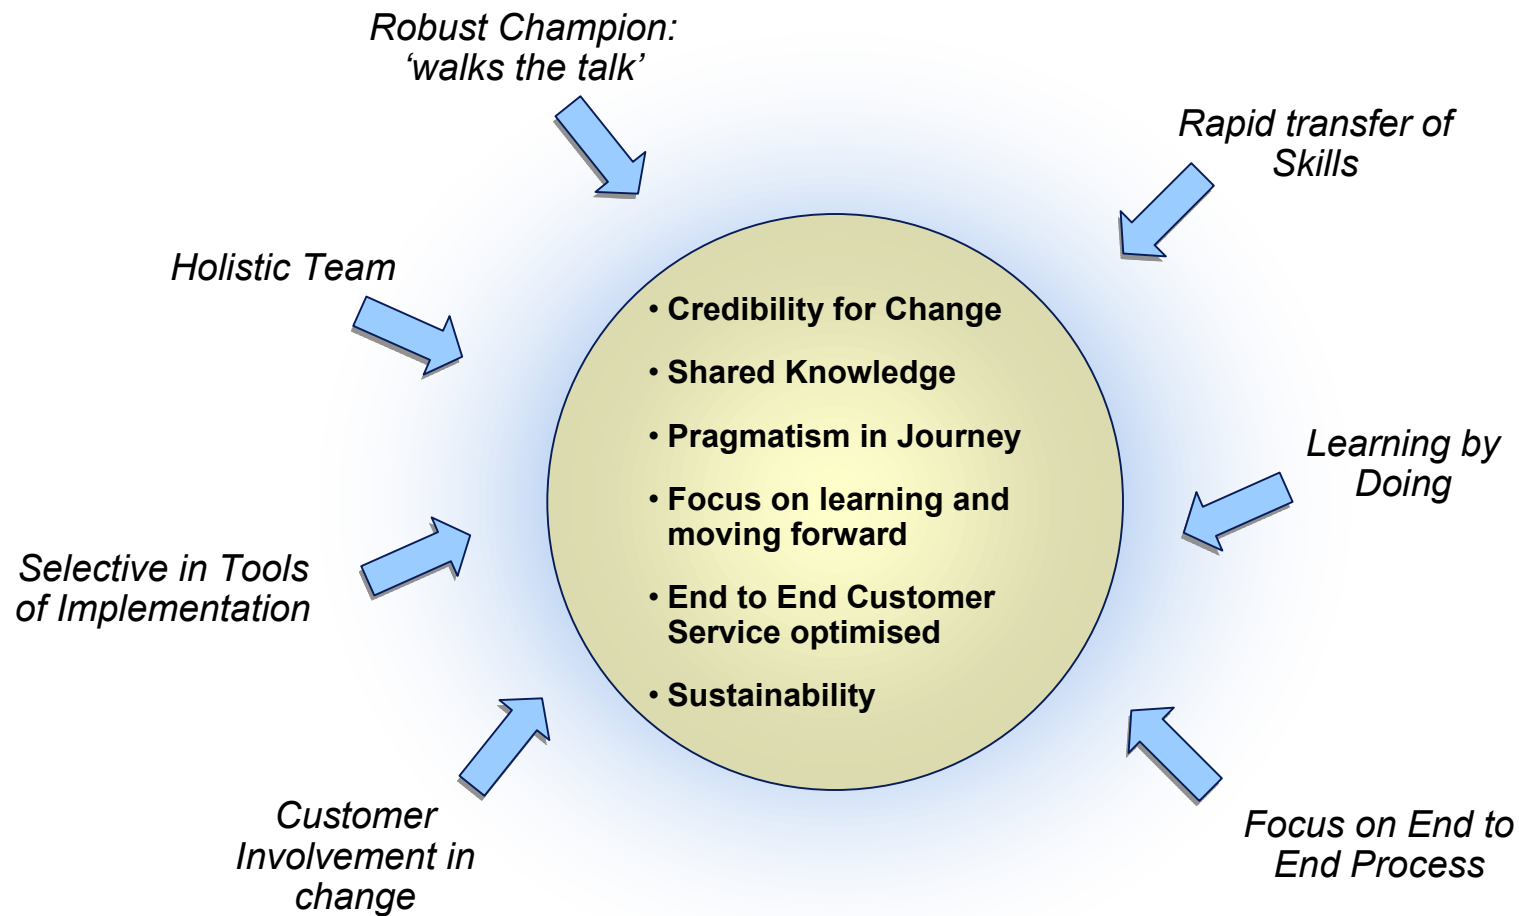 Robust Champion:
‘walks the talk’
Rapid transfer of
Skills
Holistic Team
• Credibility for Change
• Shared Knowledge
• Pragmatism in Journey
• Focus on learning and
moving forward
• End to End Customer
Service optimised
• Sustainability
Learning by
Doing
Selective in Tools
of Implementation
Customer
Involvement in
change
Focus on End to
End Process